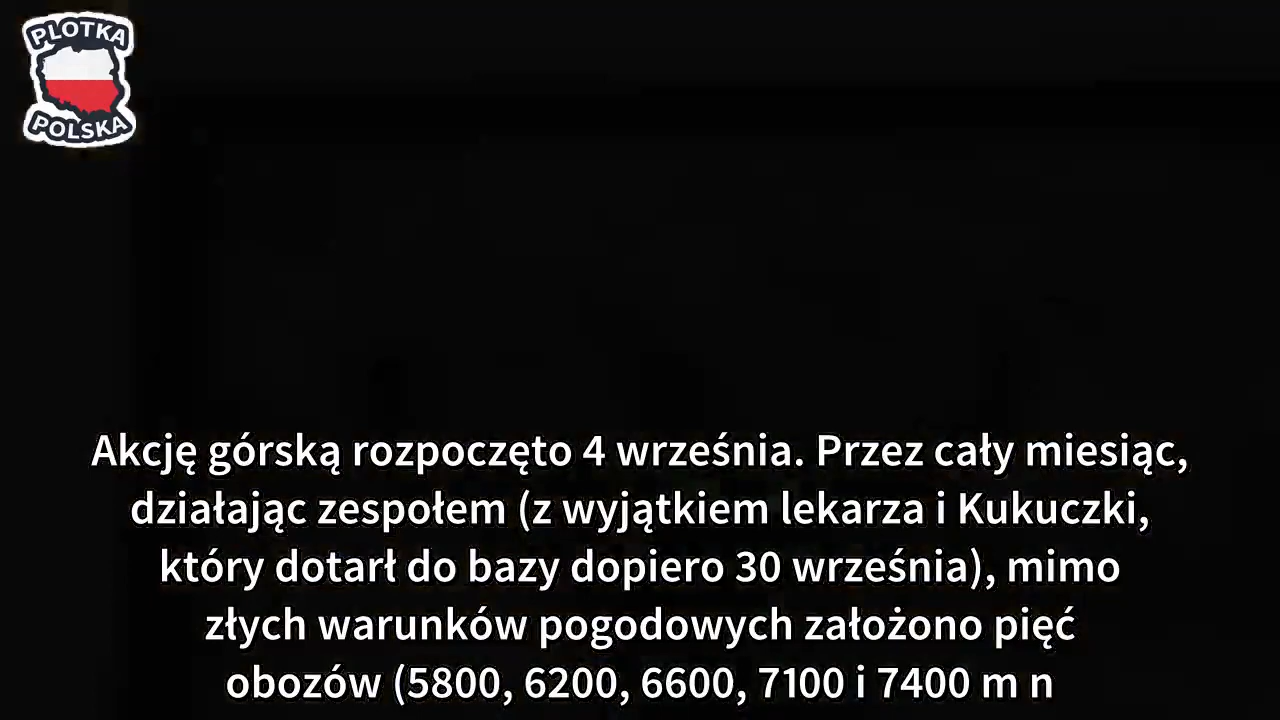 PLOTKA
POLSKA
Akcję górską rozpoczęto 4 września. Przez cały miesiąc,
działając zespołem (z wyjątkiem lekarza i Kukuczki,
który dotarł do bazy dopiero 30 września), mimo
złych warunków pogodowych założono pięć
obozów (5800, 6200, 6600, 7100 i 7400 m n